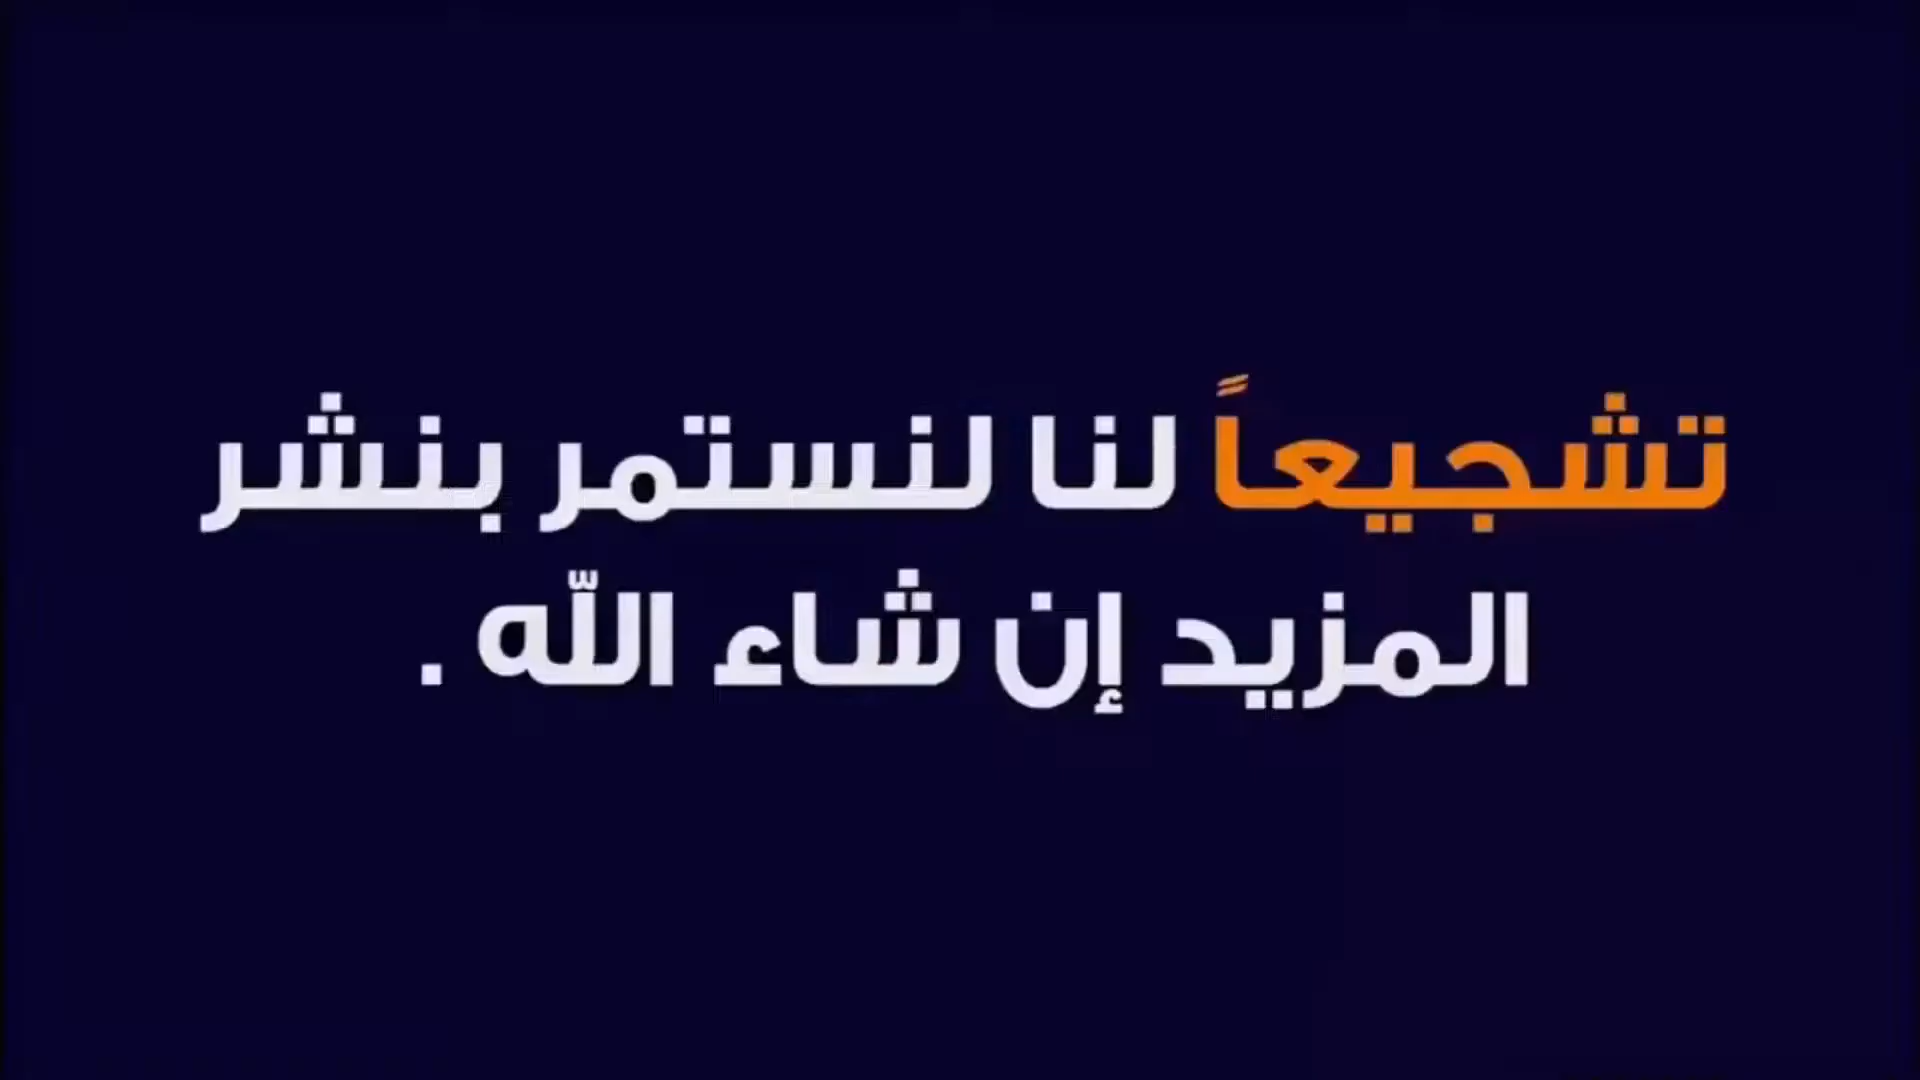 تشجيعاً لنا لنستمر بنشر
المزيد إن شاء اللّه .